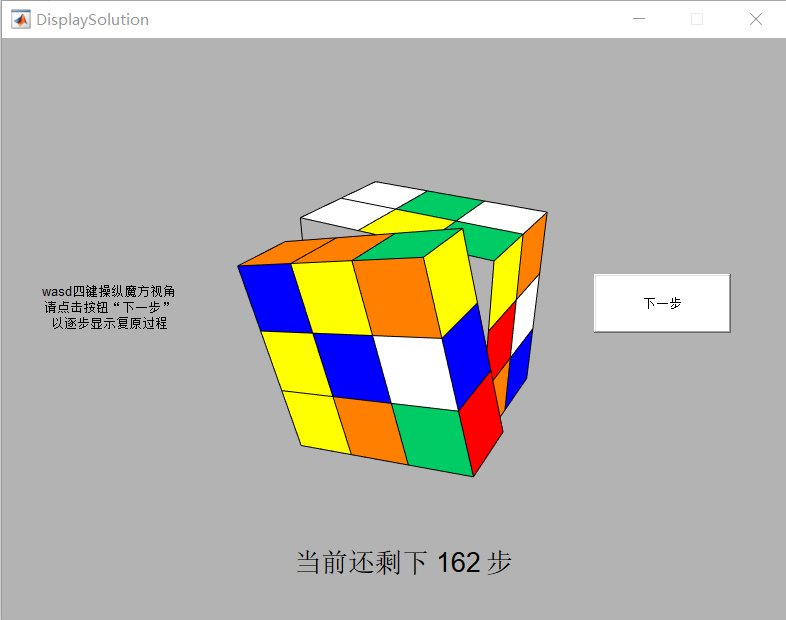 DisplaySolution
wasd四键操纵魔方视角
请点击按钮“下一步”
以逐步显示复原过程
下一步
当前还剩下 162 步